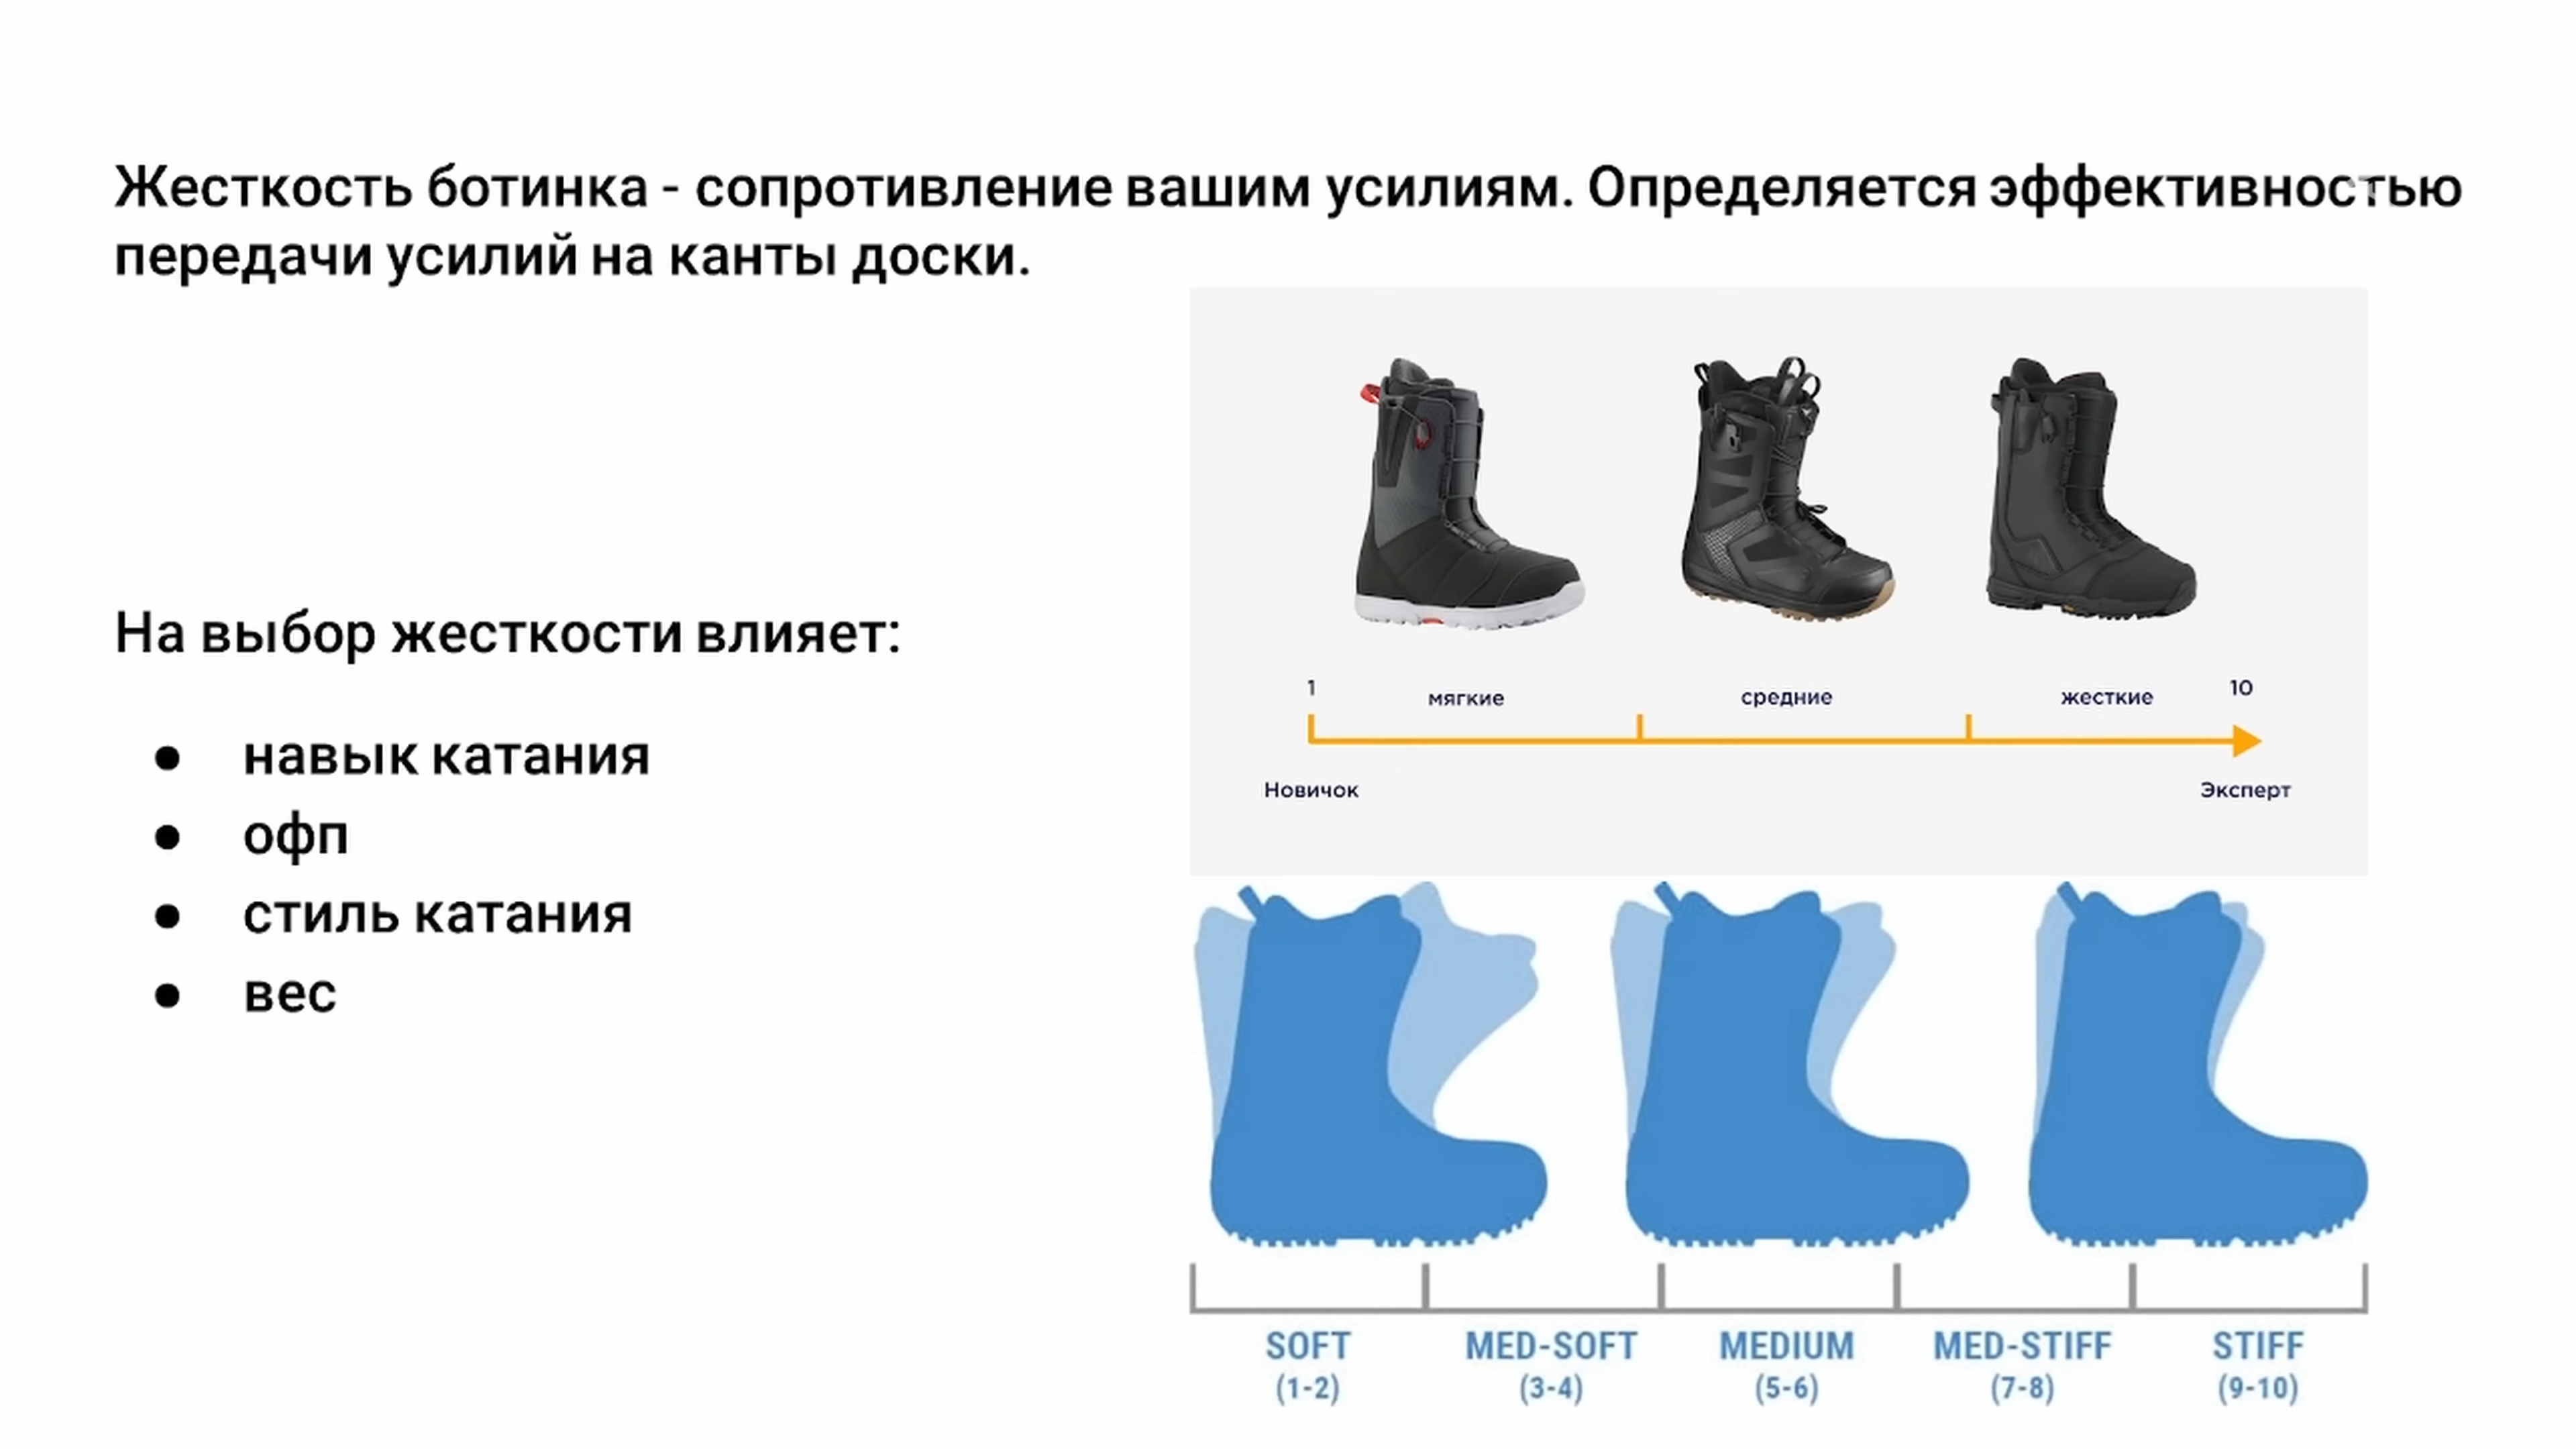 Жесткость ботинка - сопротивление вашим усилиям. Определяется эффективностью
передачи усилий на канты доски.
На выбор жесткости влияет:
● навык катания
● офп
● стиль катания
● вес
1 мягкие средние жесткие 10
Новичок Эксперт
SOFT MED-SOFT MEDIUM MED-STIFF STIFF
(1-2) (3-4) (5-6) (7-8) (9-10)